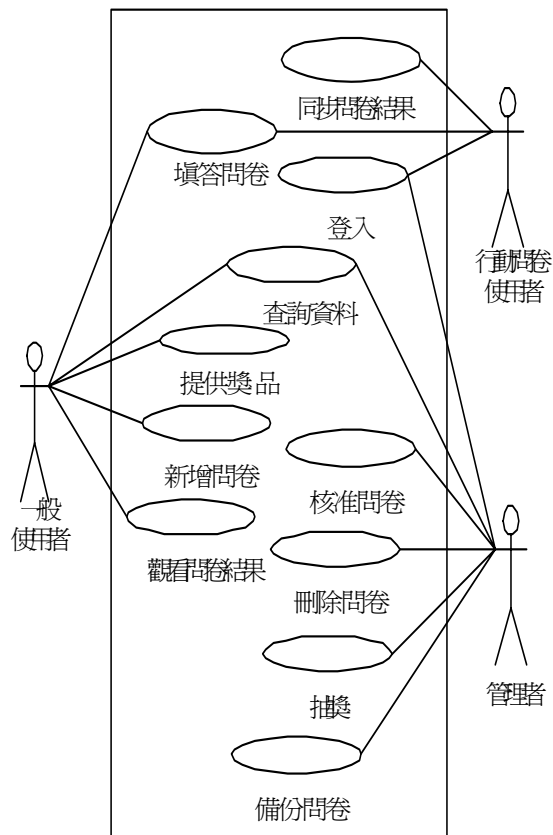 同步問卷結果
填答問卷
登入
行動問卷
使用者
查詢資料
提供獎品
新增問卷
核准問卷
一般
使用者
觀看問卷結果
刪除問卷
管理者
抽獎
備份問卷